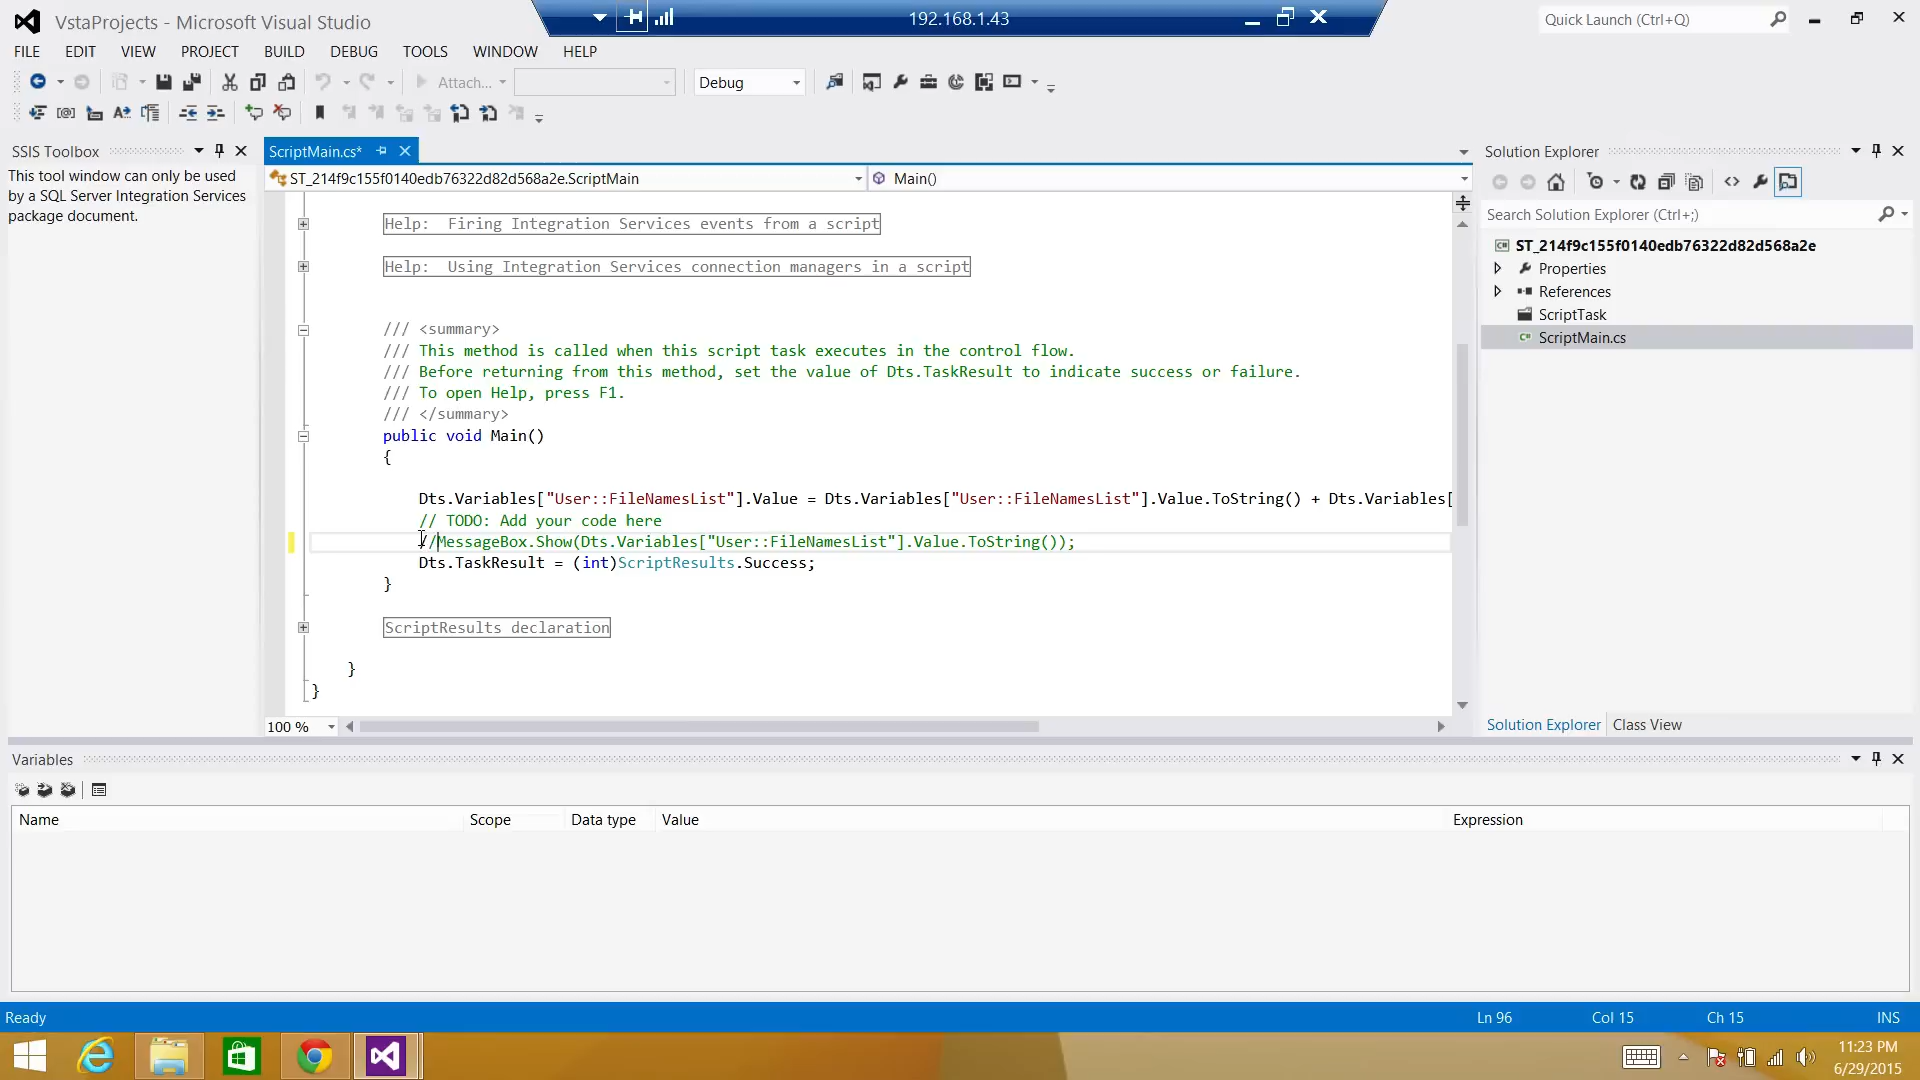 VstaProjects - Microsoft Visual Studio
192.168.1.43
Quick Launch (Ctrl+Q)
FILE EDIT VIEW PROJECT BUILD DEBUG TOOLS WINDOW HELP
Attach...
Debug
SSIS Toolbox
This tool window can only be used
by a SQL Server Integration Services
package document.
ScriptMain.cs*
ST_214f9c155f0140edb76322d82d568a2e.ScriptMain
Main()
Help:  Firing Integration Services events from a script
Help:  Using Integration Services connection managers in a script
/// <summary>
/// This method is called when this script task executes in the control flow.
/// Before returning from this method, set the value of Dts.TaskResult to indicate success or failure.
/// To open Help, press F1.
/// </summary>
public void Main()
{
Dts.Variables["User::FileNamesList"].Value = Dts.Variables["User::FileNamesList"].Value.ToString() + Dts.Variables[
// TODO: Add your code here
//MessageBox.Show(Dts.Variables["User::FileNamesList"].Value.ToString());
Dts.TaskResult = (int)ScriptResults.Success;
}
ScriptResults declaration
}
}
100 %
Solution Explorer
Search Solution Explorer (Ctrl+;)
ST_214f9c155f0140edb76322d82d568a2e
Properties
References
ScriptTask
ScriptMain.cs
Solution Explorer Class View
Variables
Name Scope Data type Value Expression
Ready Ln 96 Col 15 Ch 15 INS
11:23 PM
6/29/2015